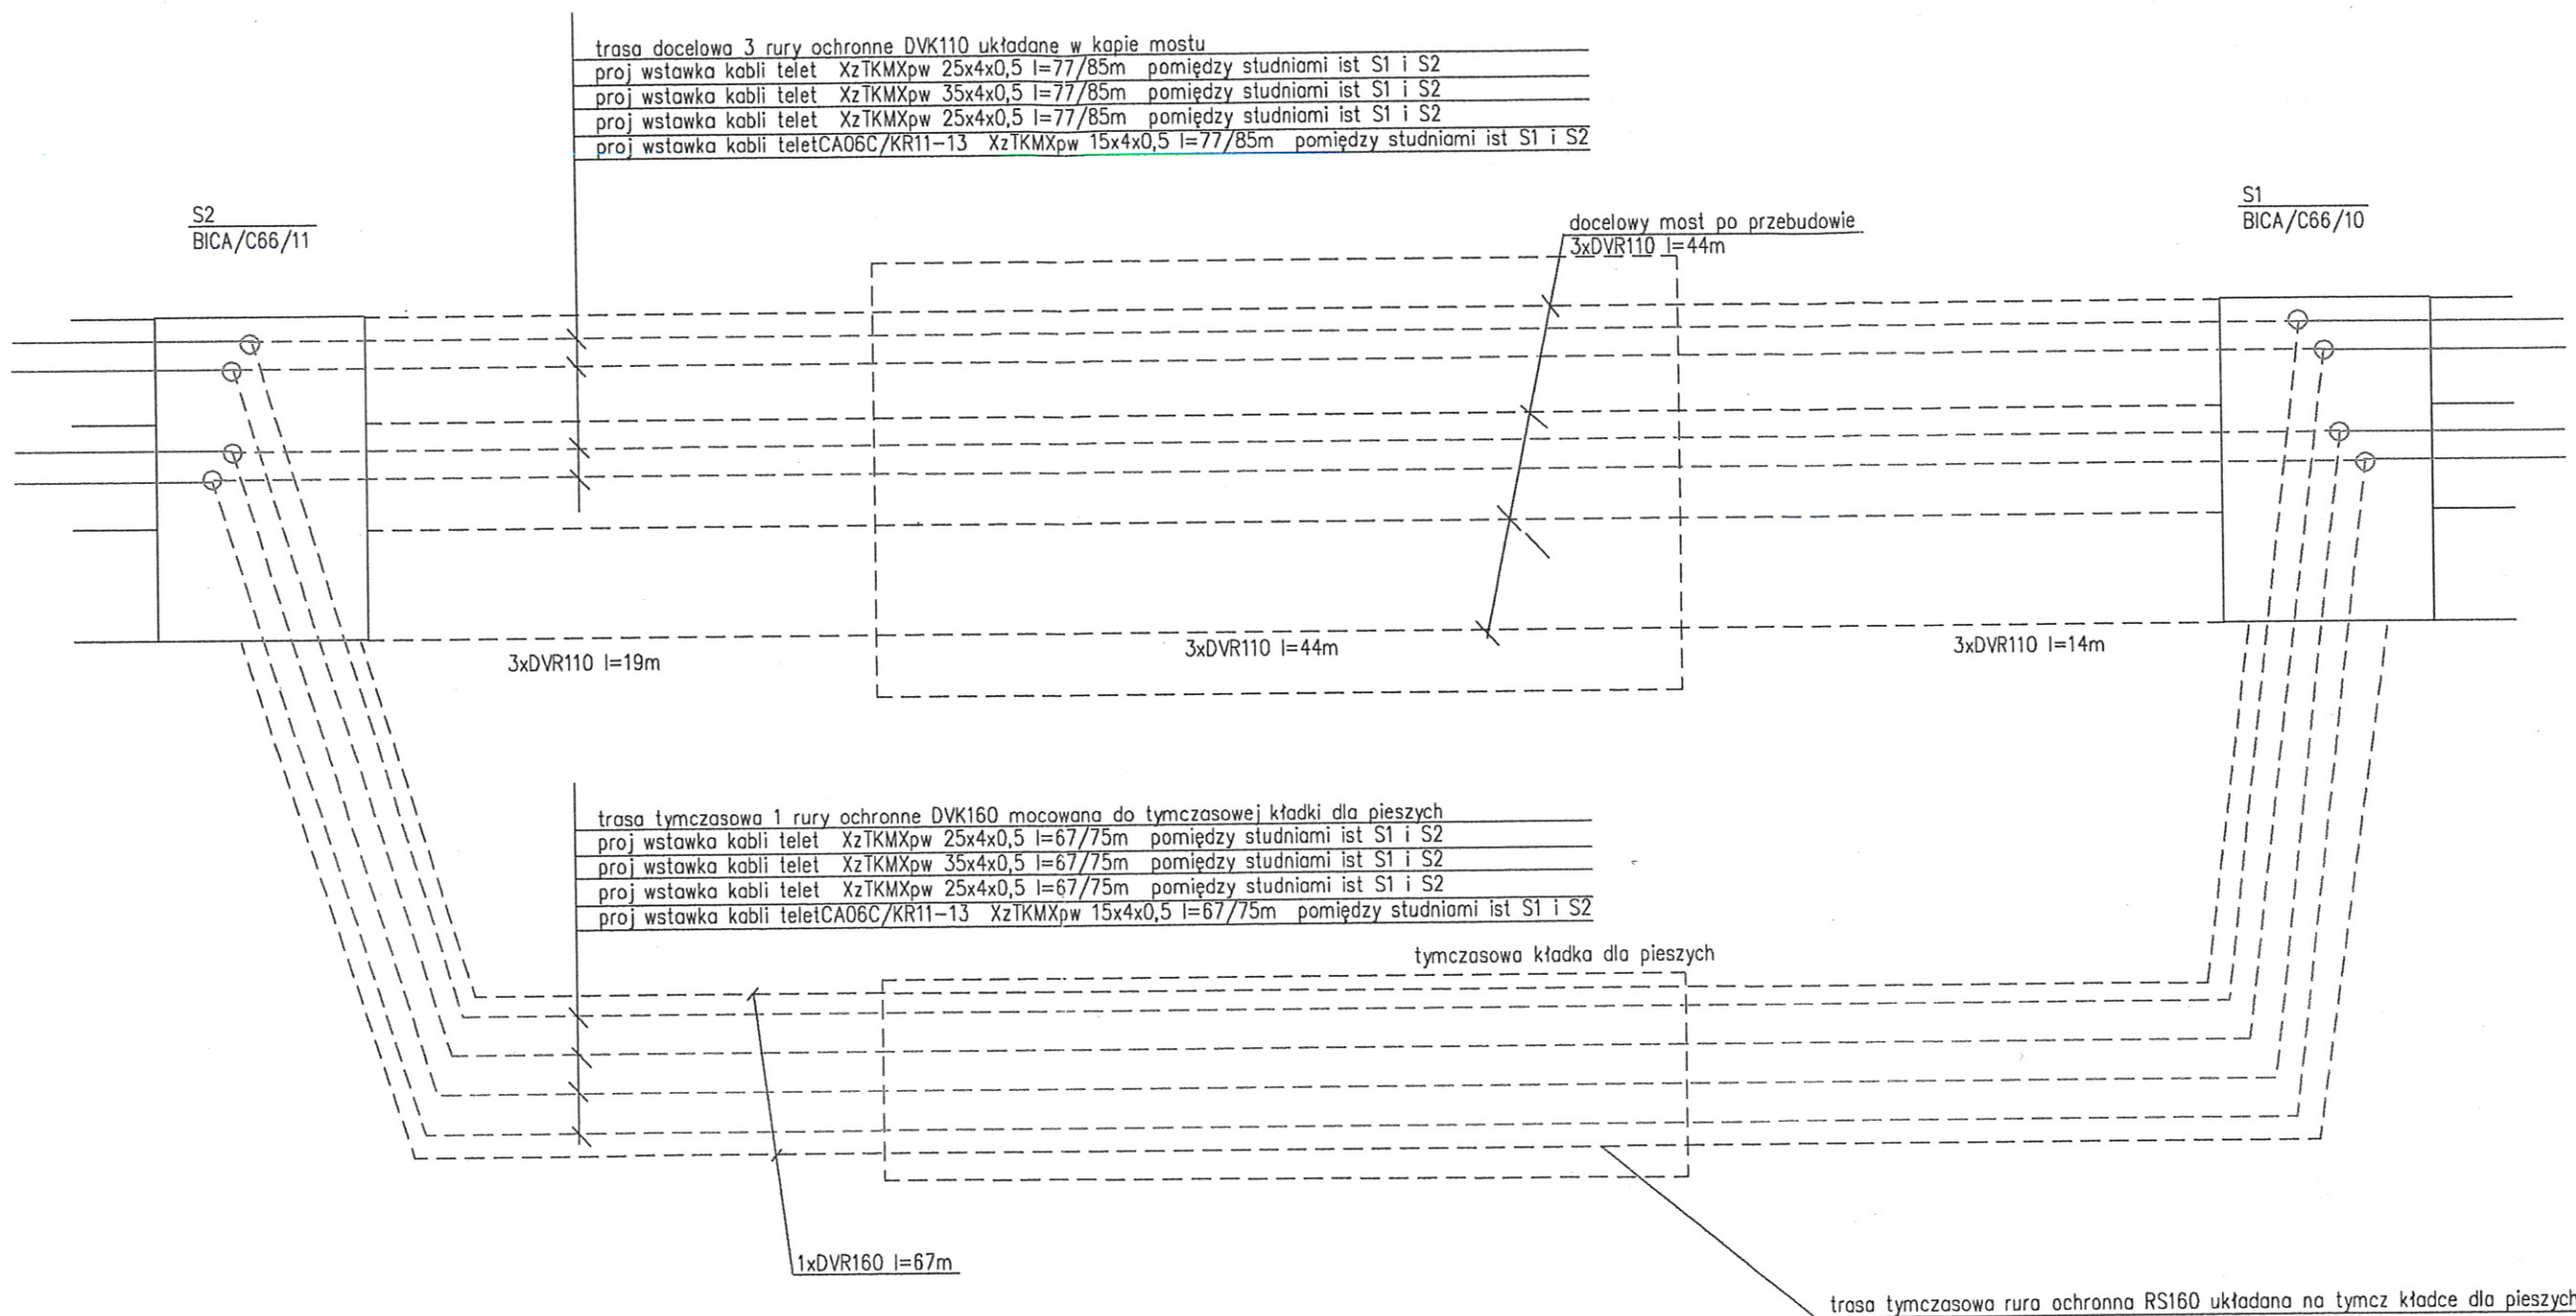 trasa docelowa 3 rury ochronne DVK110 układane w kapie mostu
proj wstawka kabli telet XzTKMXpw 25x4x0,5 l=77/85m pomiędzy studniami ist S1 i S2
proj wstawka kabli telet XzTKMXpw 35x4x0,5 l=77/85m pomiędzy studniami ist S1 i S2
proj wstawka kabli telet XzTKMXpw 25x4x0,5 l=77/85m pomiędzy studniami ist S1 i S2
proj wstawka kabli teletCA06C/KR11-13 XzTKMXpw 15x4x0,5 l=77/85m pomiędzy studniami ist S1 i S2
S2
BICA/C66/11
S1
BICA/C66/10
docelowy most po przebudowie
3xDVR110 l=44m
3xDVR110 l=19m
3xDVR110 l=44m
3xDVR110 l=14m
trasa tymczasowa 1 rury ochronne DVK160 mocowana do tymczasowej kładki dla pieszych
proj wstawka kabli telet XzTKMXpw 25x4x0,5 l=67/75m pomiędzy studniami ist S1 i S2
proj wstawka kabli telet XzTKMXpw 35x4x0,5 l=67/75m pomiędzy studniami ist S1 i S2
proj wstawka kabli telet XzTKMXpw 25x4x0,5 l=67/75m pomiędzy studniami ist S1 i S2
proj wstawka kabli teletCA06C/KR11-13 XzTKMXpw 15x4x0,5 l=67/75m pomiędzy studniami ist S1 i S2
tymczasowa kładka dla pieszych
1xDVR160 l=67m
trasa tymczasowa rura ochronna RS160 układana na tymcz kładce dla pieszych